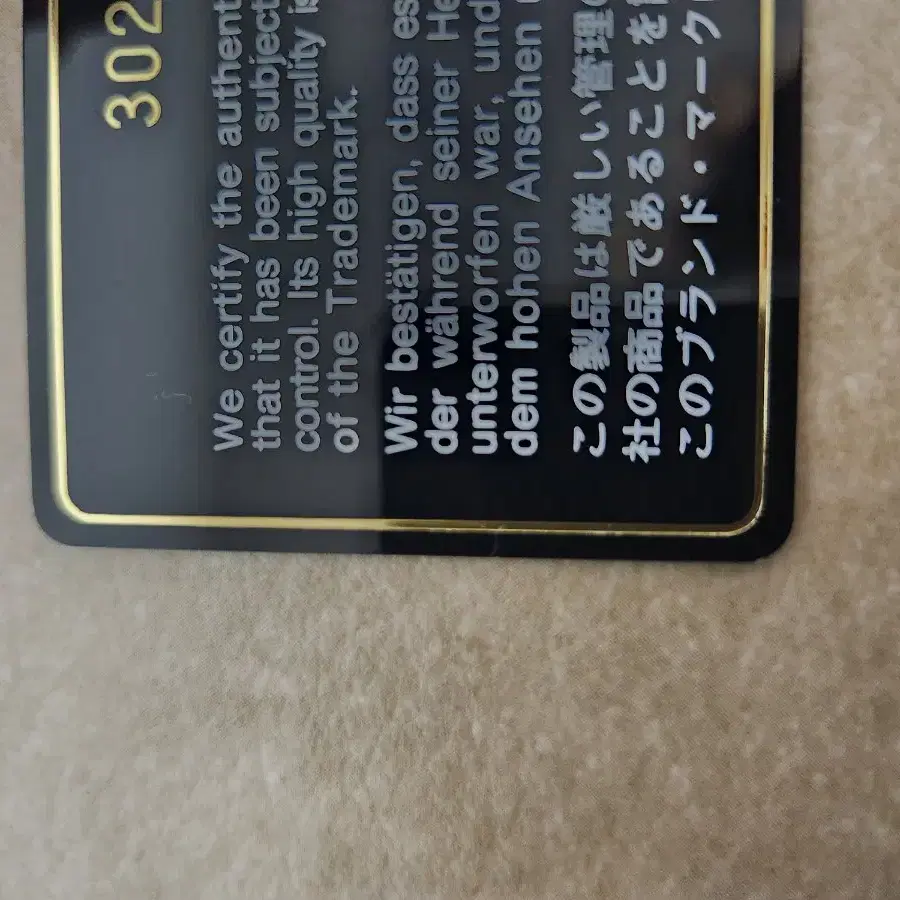 302
We certify the authent
that it has been subject
control. Its high quality is
of the Trademark.
Wir bestätigen, dass es
der während seiner He
unterworfen war, und
dem hohen Ansehen
この製品は厳しい管理
社の商品であることを
このブランド・マーク